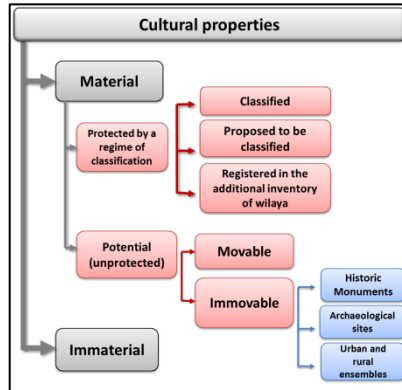 Cultural properties
Material
Protected by a
regime of
classification
Classified
Proposed to be
classified
Registered in the
additional inventory
of wilaya
Potential
(unprotected)
Movable
Immovable
Historic
Monuments
Archaeological
sites
Urban and
rural
ensembles
Immaterial